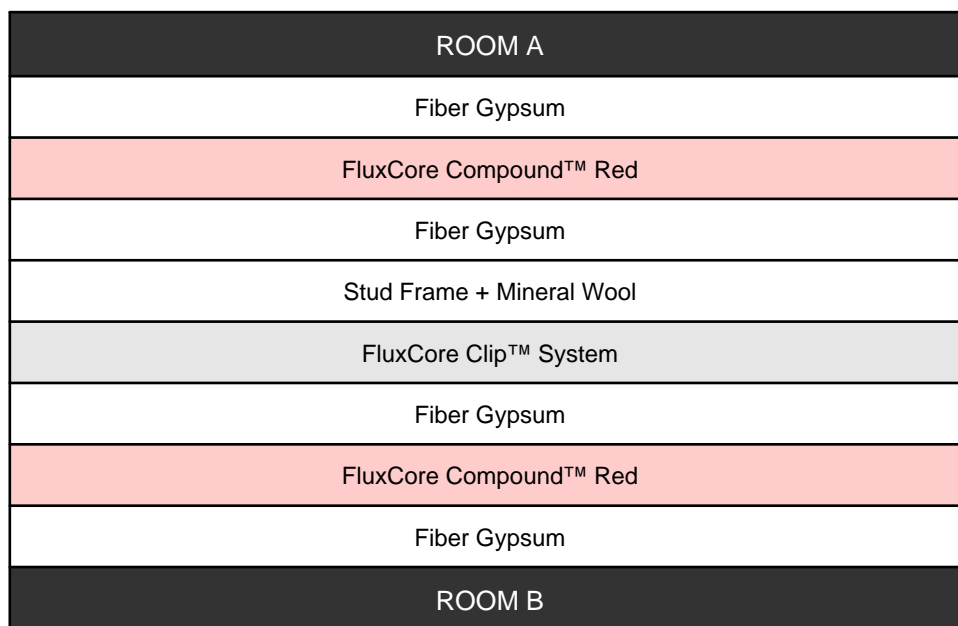 ROOM A
Fiber Gypsum
FluxCore Compound™ Red
Fiber Gypsum
Stud Frame + Mineral Wool
FluxCore Clip™ System
Fiber Gypsum
FluxCore Compound™ Red
Fiber Gypsum
ROOM B